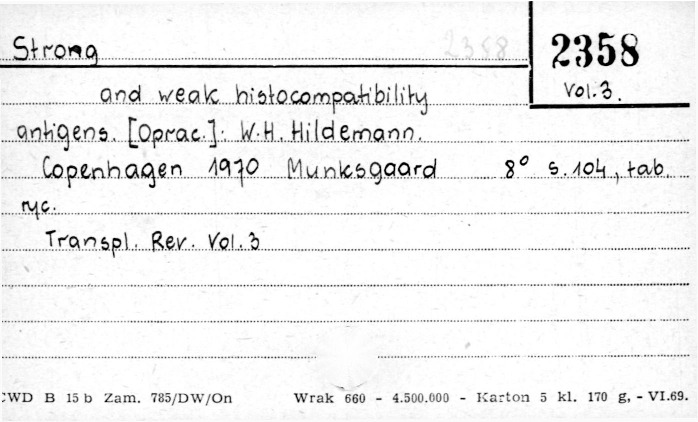 Strong 2358 2358
Vol. 3.
and weak histocompatibility
antigens. [Oprac.]: W.H. Hildemann.
Copenhagen 1970 Munksgaard 8° s. 104, tab.
ryc.
Transpl. Rev. Vol. 3
CWD B 15 b Zam. 785/DW/On Wrak 660 - 4.500.000 - Karton 5 kl. 170 g, - VI.69.